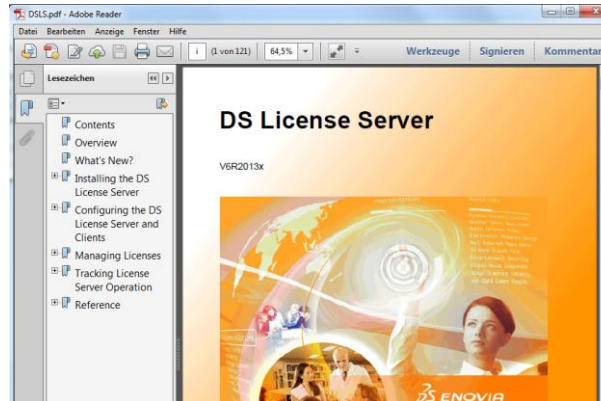 DSLS.pdf - Adobe Reader
Datei Bearbeiten Anzeige Fenster Hilfe
i (1 von 121) 64,5% Werkzeuge Signieren Kommentar
Lesezeichen
Contents
Overview
What's New?
Installing the DS
License Server
Configuring the DS
License Server and
Clients
Managing Licenses
Tracking License
Server Operation
Reference
DS License Server
V6R2013x
ENOVIA